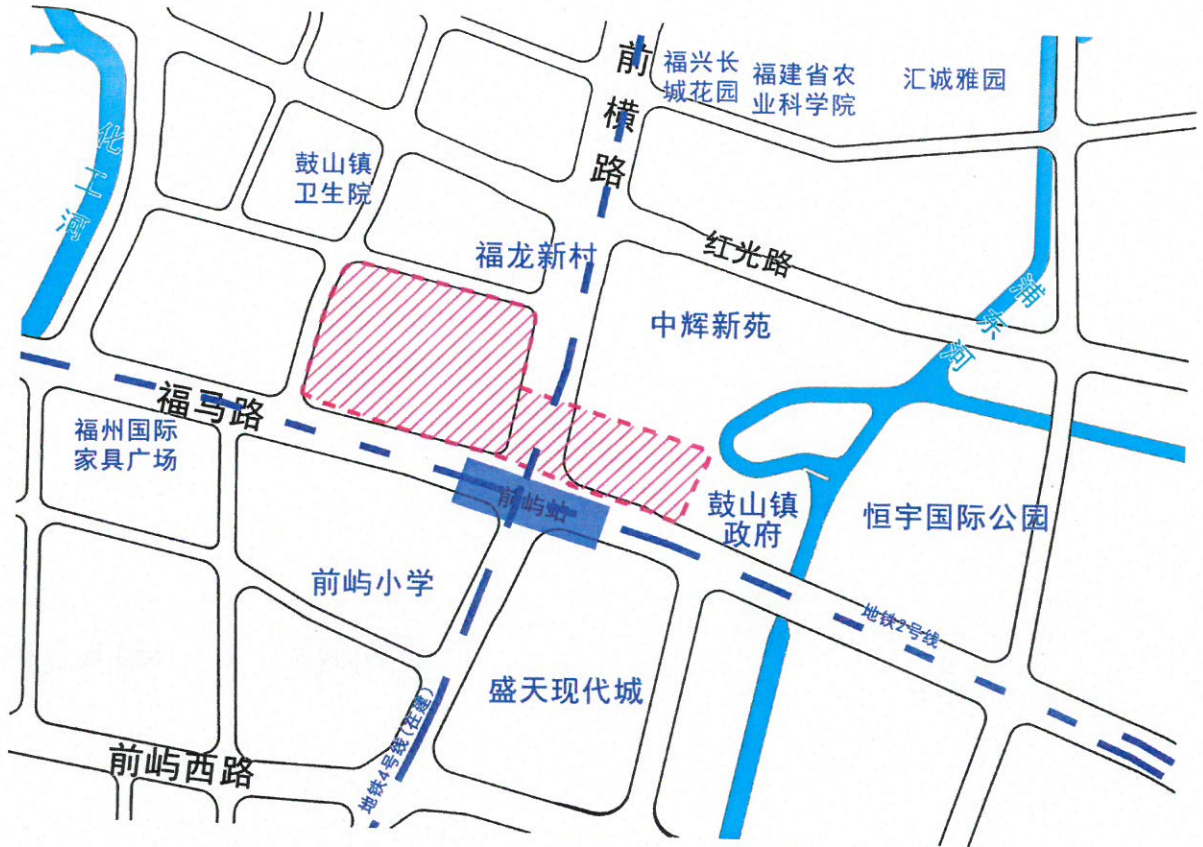 前横路
福兴长
城花园
福建省农
业科学院
汇诚雅园
化工河
鼓山镇
卫生院
福龙新村
红光路
浦东河
中辉新苑
福马路
福州国际
家具广场
前屿站
鼓山镇
政府
恒宇国际公园
前屿小学
地铁2号线
盛天现代城
地铁4号线(在建)
前屿西路